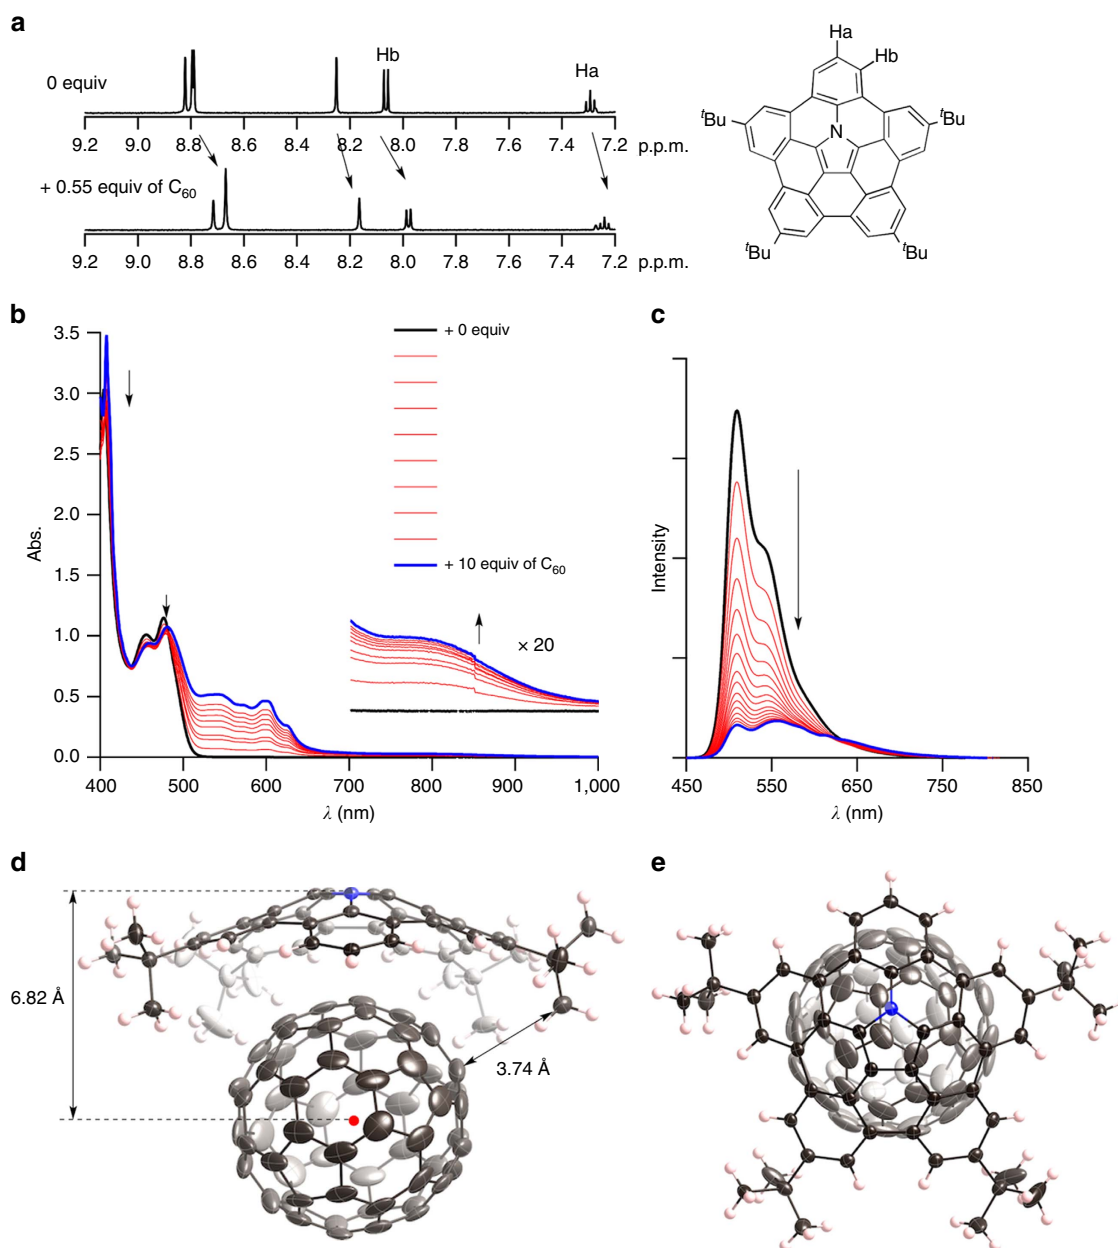 a
0 equiv
Hb
Ha
9.2 9.0 8.8 8.6 8.4 8.2 8.0 7.8 7.6 7.4 7.2 p.p.m.
+ 0.55 equiv of C60
9.2 9.0 8.8 8.6 8.4 8.2 8.0 7.8 7.6 7.4 7.2 p.p.m.
Ha
Hb
tBu
N
tBu
tBu
tBu
b
3.5
3.0
2.5
2.0
1.5
1.0
0.5
0.0
Abs.
+ 0 equiv
+ 10 equiv of C60
× 20
400 500 600 700 800 900 1,000
λ (nm)
c
Intensity
450 550 650 750 850
λ (nm)
d
6.82 Å
3.74 Å
e